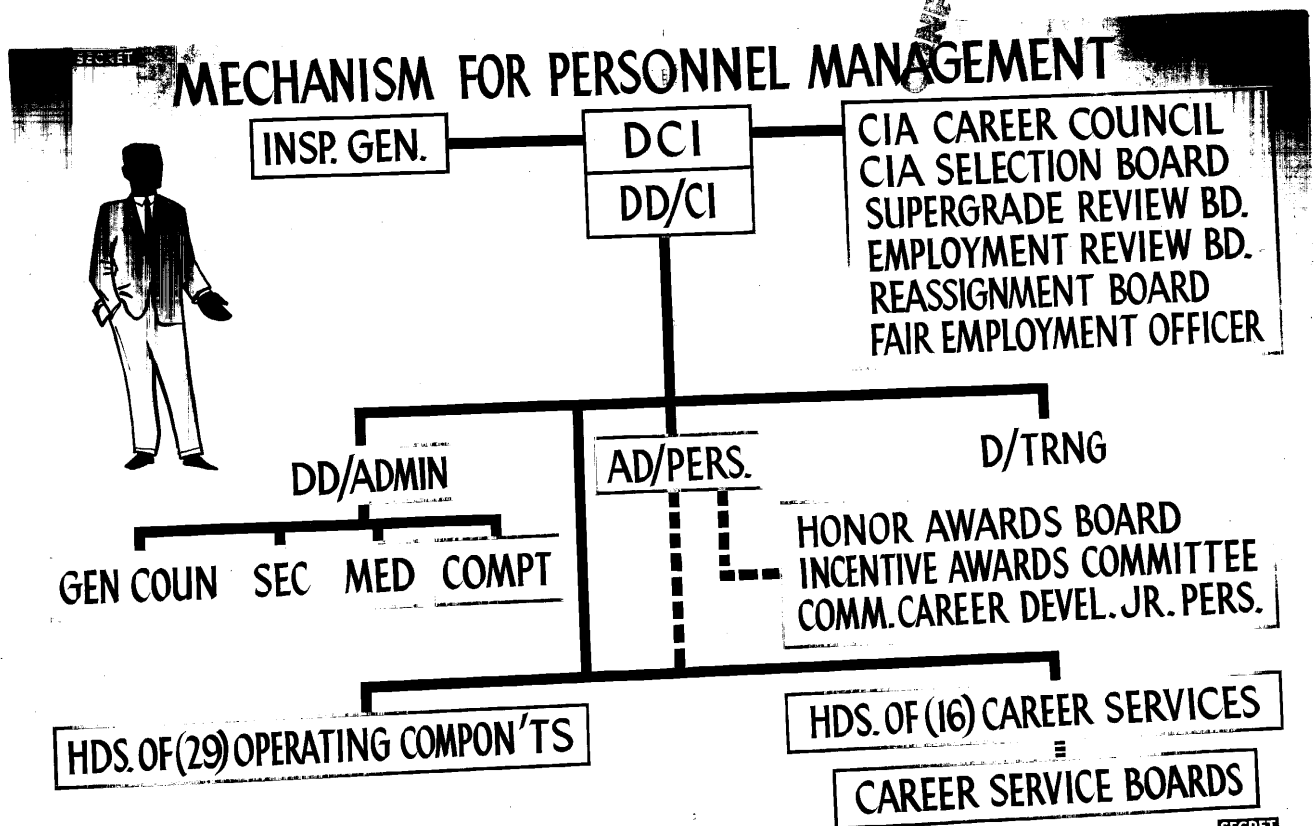 SECRET
MECHANISM FOR PERSONNEL MANAGEMENT
INSP. GEN.
DCI
DD/CI
CIA CAREER COUNCIL
CIA SELECTION BOARD
SUPERGRADE REVIEW BD.
EMPLOYMENT REVIEW BD.
REASSIGNMENT BOARD
FAIR EMPLOYMENT OFFICER
DD/ADMIN
AD/PERS.
D/TRNG
GEN COUN SEC MED COMPT
HONOR AWARDS BOARD
INCENTIVE AWARDS COMMITTEE
COMM. CAREER DEVEL. JR. PERS.
HDS. OF (29) OPERATING COMPON'TS
HDS. OF (16) CAREER SERVICES
CAREER SERVICE BOARDS
SECRET